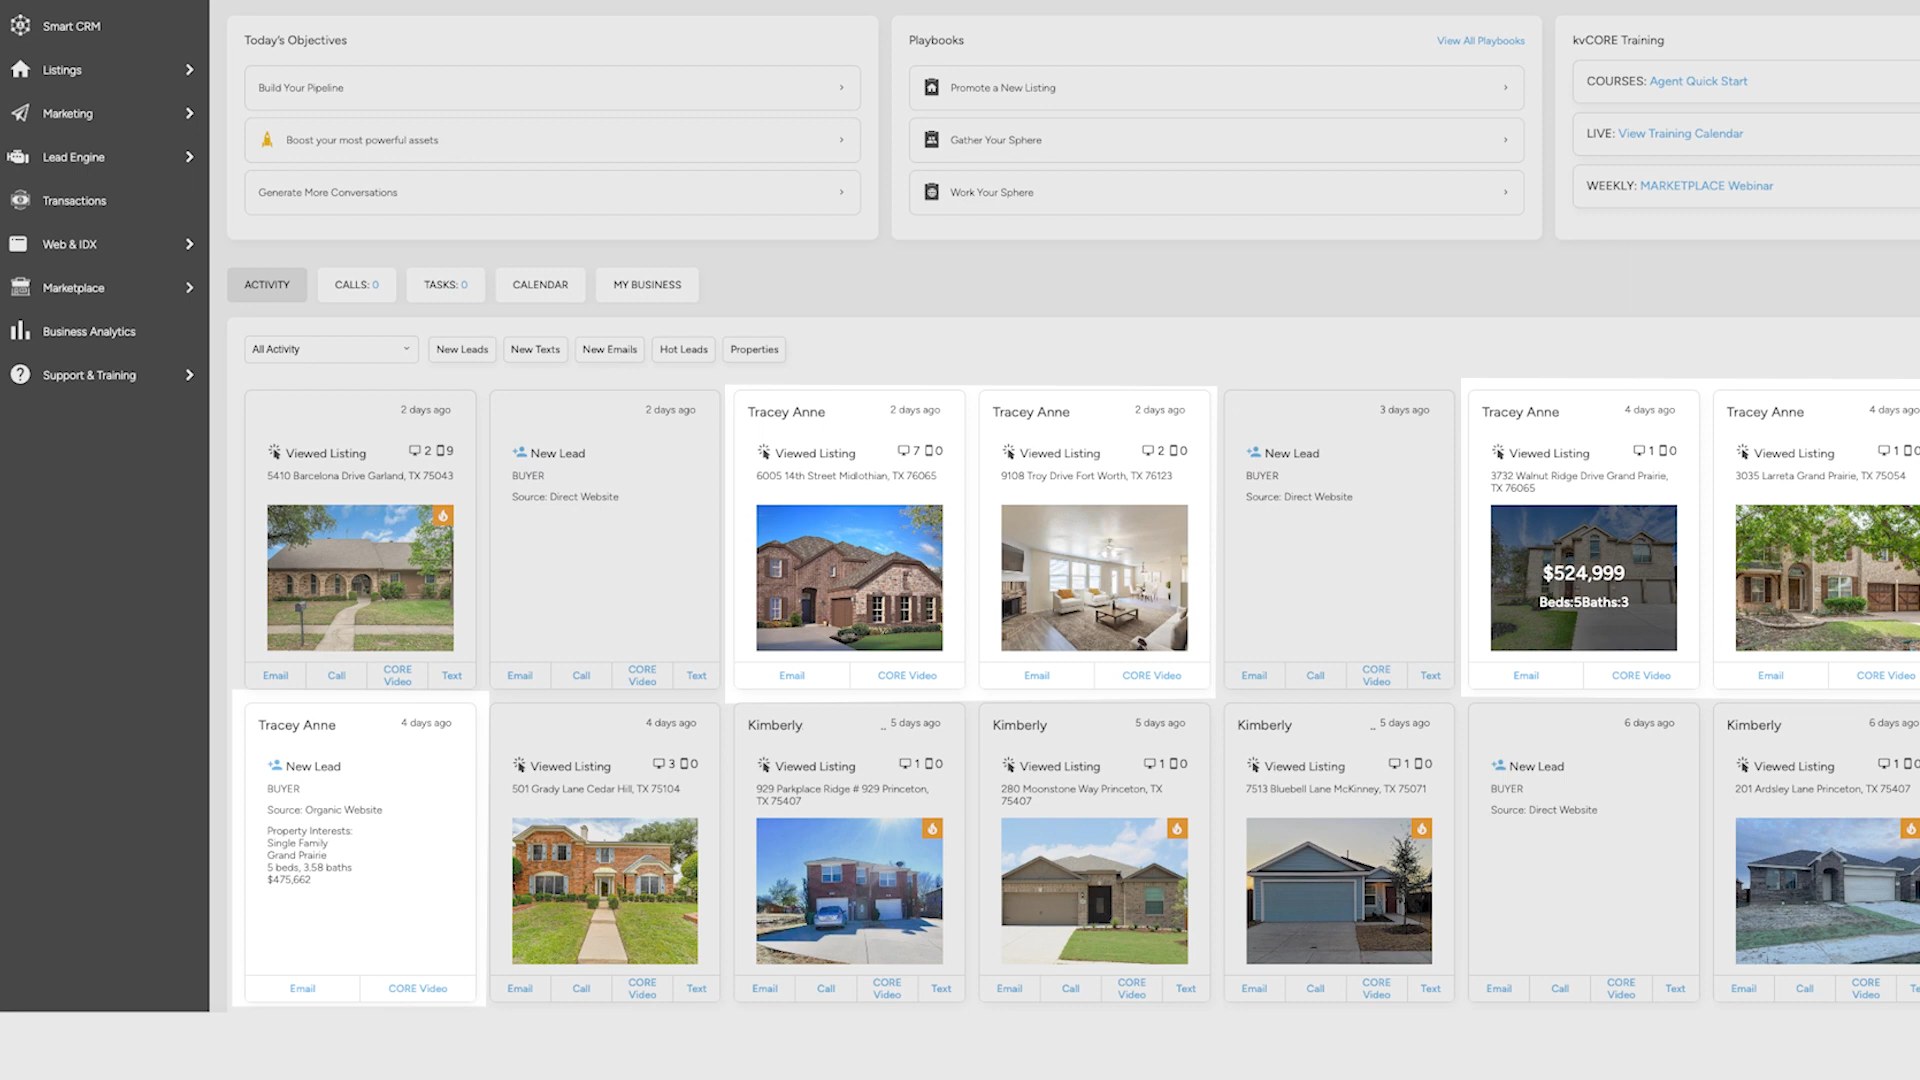 Smart CRM
Listings
Marketing
Lead Engine
Transactions
Web & IDX
Marketplace
Business Analytics
Support & Training
Today's Objectives
Build Your Pipeline
Boost your most powerful assets
Generate More Conversations
Playbooks
View All Playbooks
Promote a New Listing
Gather Your Sphere
Work Your Sphere
kvCORE Training
COURSES: Agent Quick Start
LIVE: View Training Calendar
WEEKLY: MARKETPLACE Webinar
ACTIVITY
CALLS: 0
TASKS: 0
CALENDAR
MY BUSINESS
All Activity
New Leads
New Texts
New Emails
Hot Leads
Properties
2 days ago
Viewed Listing 2 9
5410 Barcelona Drive Garland, TX 75043
Email Call CORE Video Text
2 days ago
New Lead
BUYER
Source: Direct Website
Email Call CORE Video Text
Tracey Anne 2 days ago
Viewed Listing 7 0
6005 14th Street Midlothian, TX 76065
Email CORE Video
Tracey Anne 2 days ago
Viewed Listing 2 0
9108 Troy Drive Fort Worth, TX 76123
Email CORE Video
3 days ago
New Lead
BUYER
Source: Direct Website
Email Call CORE Video Text
Tracey Anne 4 days ago
Viewed Listing 1 0
3732 Walnut Ridge Drive Grand Prairie,
TX 76065
$524,999
Beds:5Baths:3
Email CORE Video
Tracey Anne 4 days ago
Viewed Listing 1 0
3035 Larreta Grand Prairie, TX 75054
Email CORE Video
Tracey Anne 4 days ago
New Lead
BUYER
Source: Organic Website
Property Interests:
Single Family
Grand Prairie
5 beds, 3.58 baths
$475,662
Email CORE Video
4 days ago
Viewed Listing 3 0
501 Grady Lane Cedar Hill, TX 75104
Email Call CORE Video Text
Kimberly .. 5 days ago
Viewed Listing 1 0
929 Parkplace Ridge # 929 Princeton,
TX 75407
Email Call CORE Video Text
Kimberly 5 days ago
Viewed Listing 1 0
280 Moonstone Way Princeton, TX
75407
Email Call CORE Video Text
Kimberly .. 5 days ago
Viewed Listing 1 0
7513 Bluebell Lane McKinney, TX 75071
Email Call CORE Video Text
6 days ago
New Lead
BUYER
Source: Direct Website
Email Call CORE Video Text
Kimberly 6 days ago
Viewed Listing 1 0
201 Ardsley Lane Princeton, TX 75407
Email Call CORE Video Te